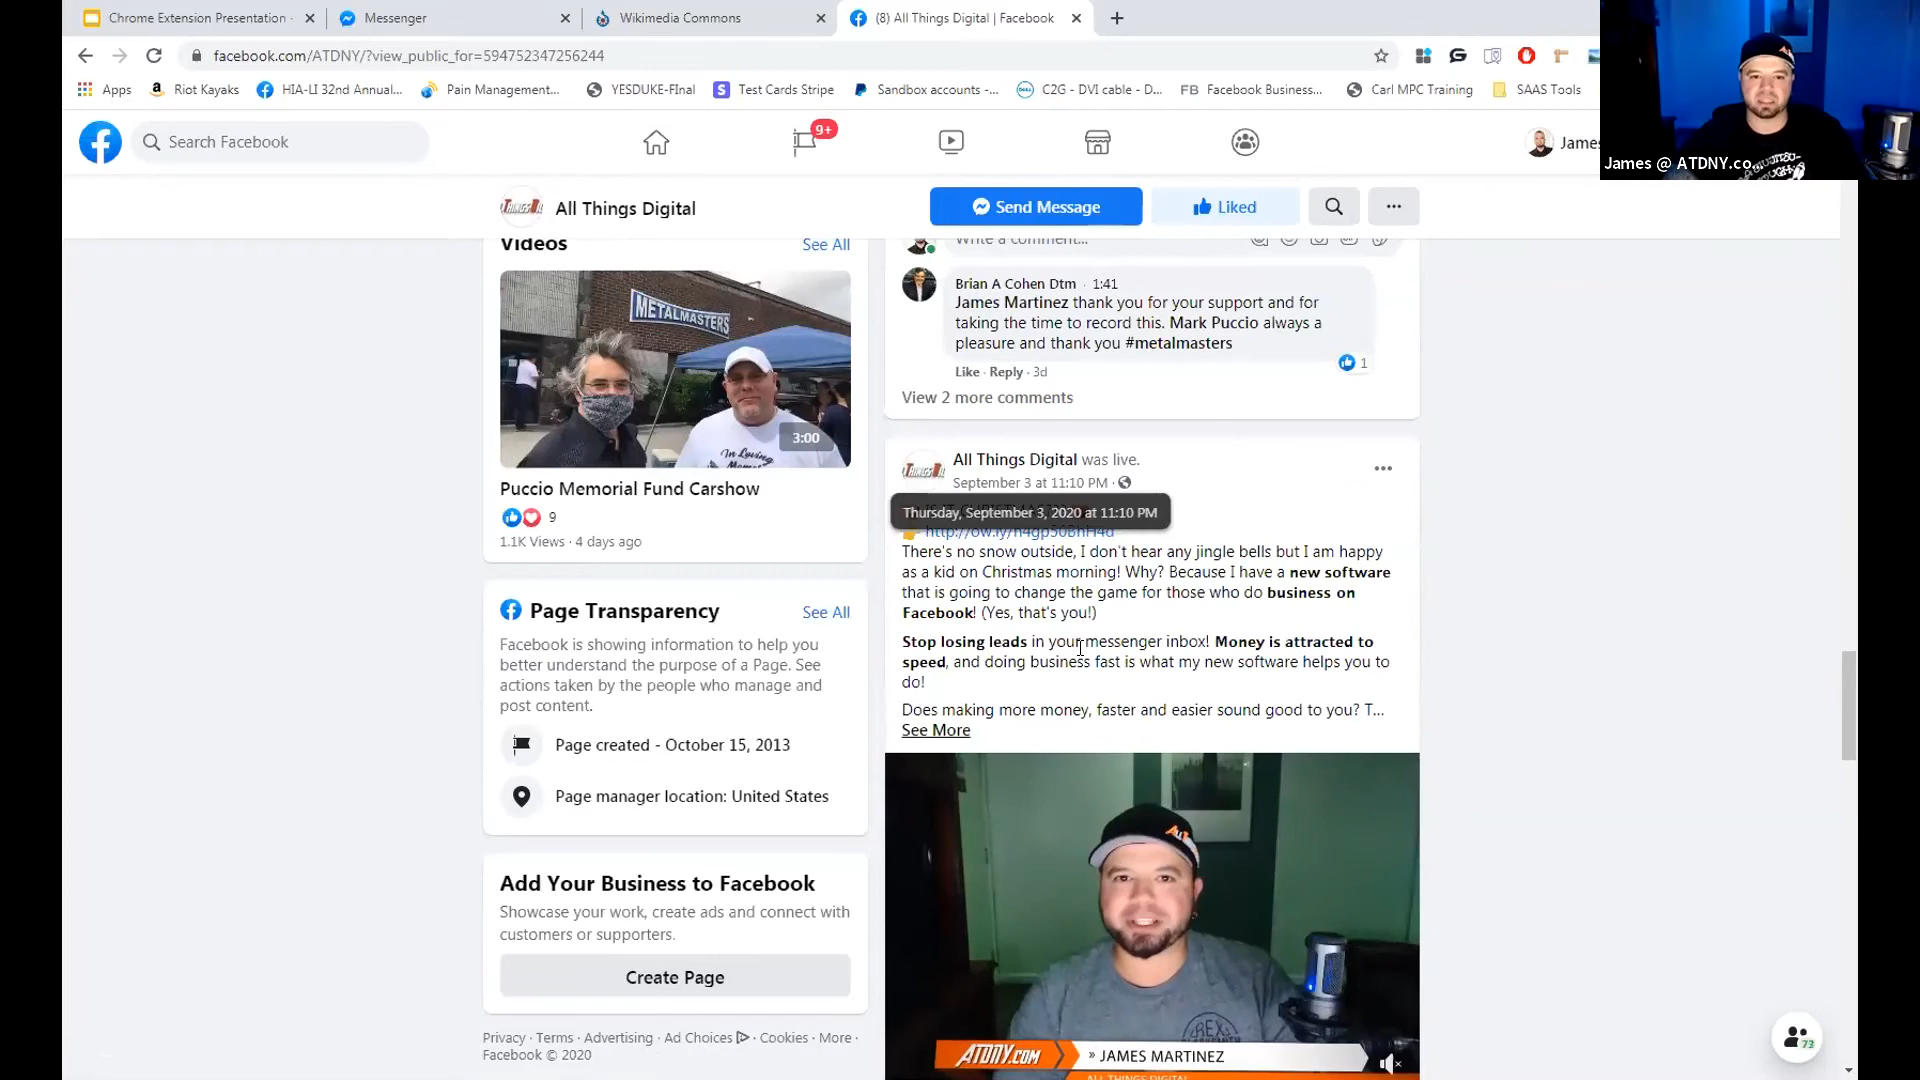 Chrome Extension Presentation
Messenger
Wikimedia Commons
(8) All Things Digital | Facebook
facebook.com/ATDNY/?view_public_for=594752347256244
Apps
Riot Kayaks
HIA-LI 32nd Annual...
Pain Management...
YESDUKE-FInal
Test Cards Stripe
Sandbox accounts -...
C2G - DVI cable - D...
FB Facebook Business...
Carl MPC Training
SAAS Tools
James @ ATDNY.co
Search Facebook
9+
James
All Things Digital
Send Message
Liked
Videos
See All
METALMASTERS
In Loving
3:00
Puccio Memorial Fund Carshow
9
1.1K Views · 4 days ago
Page Transparency
See All
Facebook is showing information to help you
better understand the purpose of a Page. See
actions taken by the people who manage and
post content.
Page created - October 15, 2013
Page manager location: United States
Add Your Business to Facebook
Showcase your work, create ads and connect with
customers or supporters.
Create Page
Privacy · Terms · Advertising · Ad Choices · Cookies · More ·
Facebook © 2020
Write a comment...
Brian A Cohen Dtm · 1:41
James Martinez thank you for your support and for
taking the time to record this. Mark Puccio always a
pleasure and thank you #metalmasters
1
Like · Reply · 3d
View 2 more comments
All Things Digital was live.
September 3 at 11:10 PM ·
Thursday, September 3, 2020 at 11:10 PM
There's no snow outside, I don't hear any jingle bells but I am happy
as a kid on Christmas morning! Why? Because I have a new software
that is going to change the game for those who do business on
Facebook! (Yes, that's you!)
Stop losing leads in your messenger inbox! Money is attracted to
speed, and doing business fast is what my new software helps you to
do!
Does making more money, faster and easier sound good to you? T...
See More
ATDNY.COM
» JAMES MARTINEZ
ALL THINGS DIGITAL
73